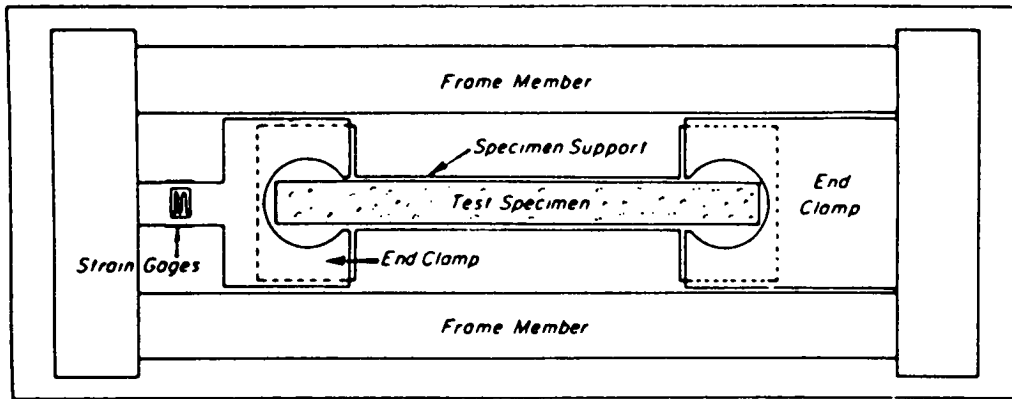 Frame Member
Specimen Support
Test Specimen
End
Clamp
Strain Gages
End Clamp
Frame Member